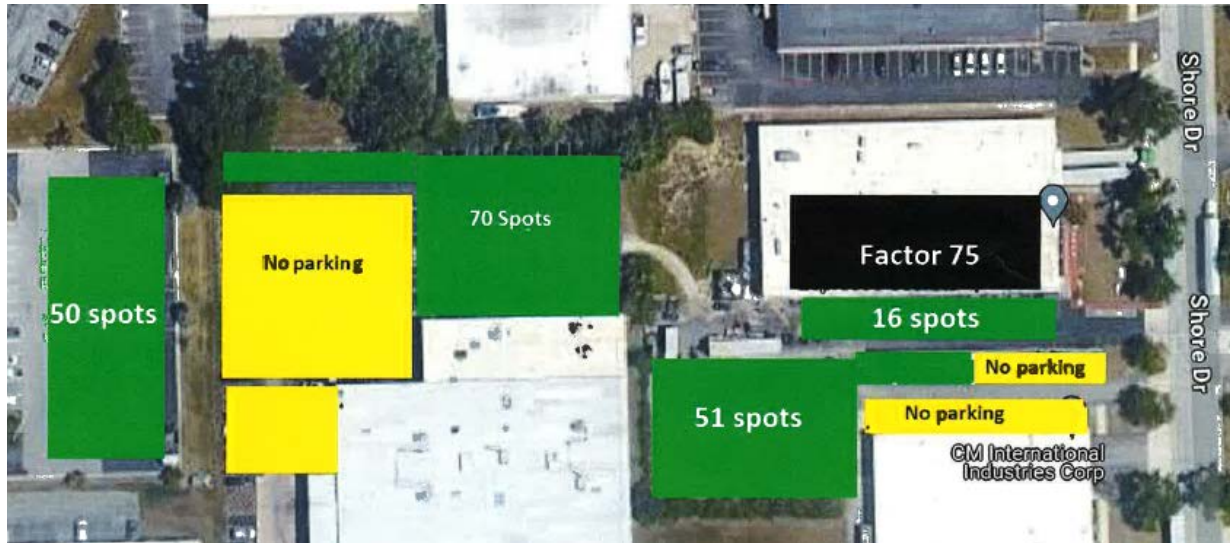 Shore Dr
70 Spots
No parking
Factor 75
50 spots
16 spots
Shore Dr
No parking
51 spots
No parking
CM International
Industries Corp